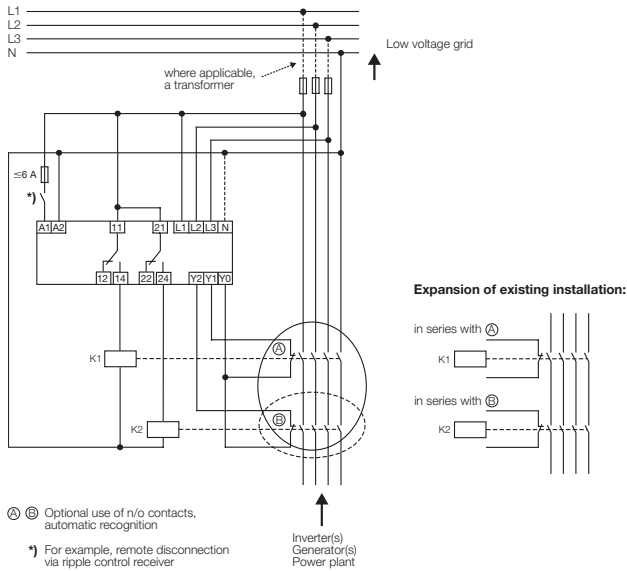 L1
L2
L3
N
Low voltage grid
where applicable,
a transformer
≤6 A
*)
A1 A2 11 21 L1 L2 L3 N
12 14 22 24 Y2 Y1 Y0
K1
Ⓐ
K2
Ⓑ
Expansion of existing installation:
in series with Ⓐ
K1
in series with Ⓑ
K2
Ⓐ Ⓑ Optional use of n/o contacts,
automatic recognition
*) For example, remote disconnection
via ripple control receiver
Inverter(s)
Generator(s)
Power plant